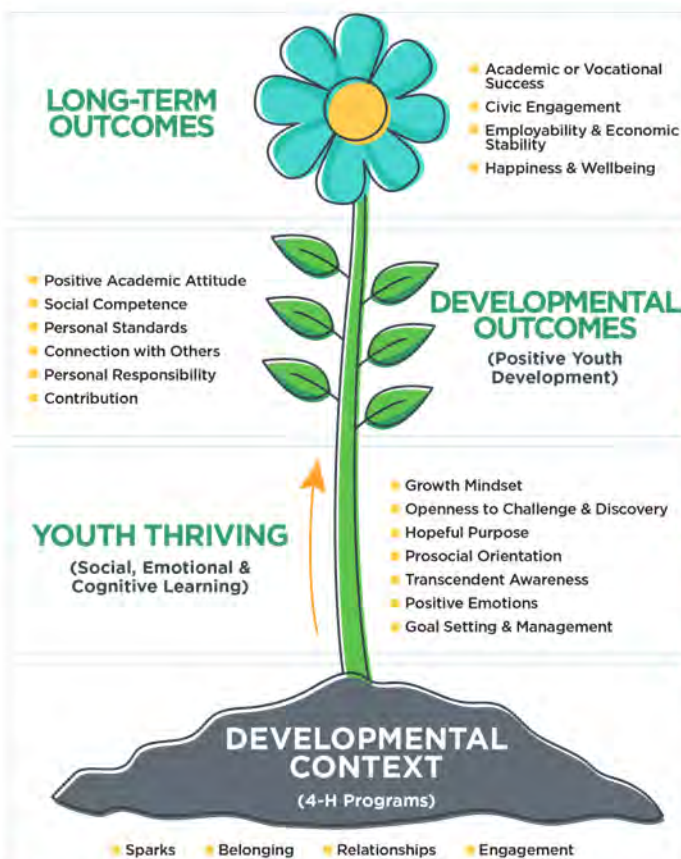 LONG-TERM
OUTCOMES
Academic or Vocational
Success
Civic Engagement
Employability & Economic
Stability
Happiness & Wellbeing
Positive Academic Attitude
Social Competence
Personal Standards
Connection with Others
Personal Responsibility
Contribution
DEVELOPMENTAL
OUTCOMES
(Positive Youth
Development)
YOUTH THRIVING
(Social, Emotional &
Cognitive Learning)
Growth Mindset
Openness to Challenge & Discovery
Hopeful Purpose
Prosocial Orientation
Transcendent Awareness
Positive Emotions
Goal Setting & Management
DEVELOPMENTAL
CONTEXT
(4-H Programs)
Sparks Belonging Relationships Engagement